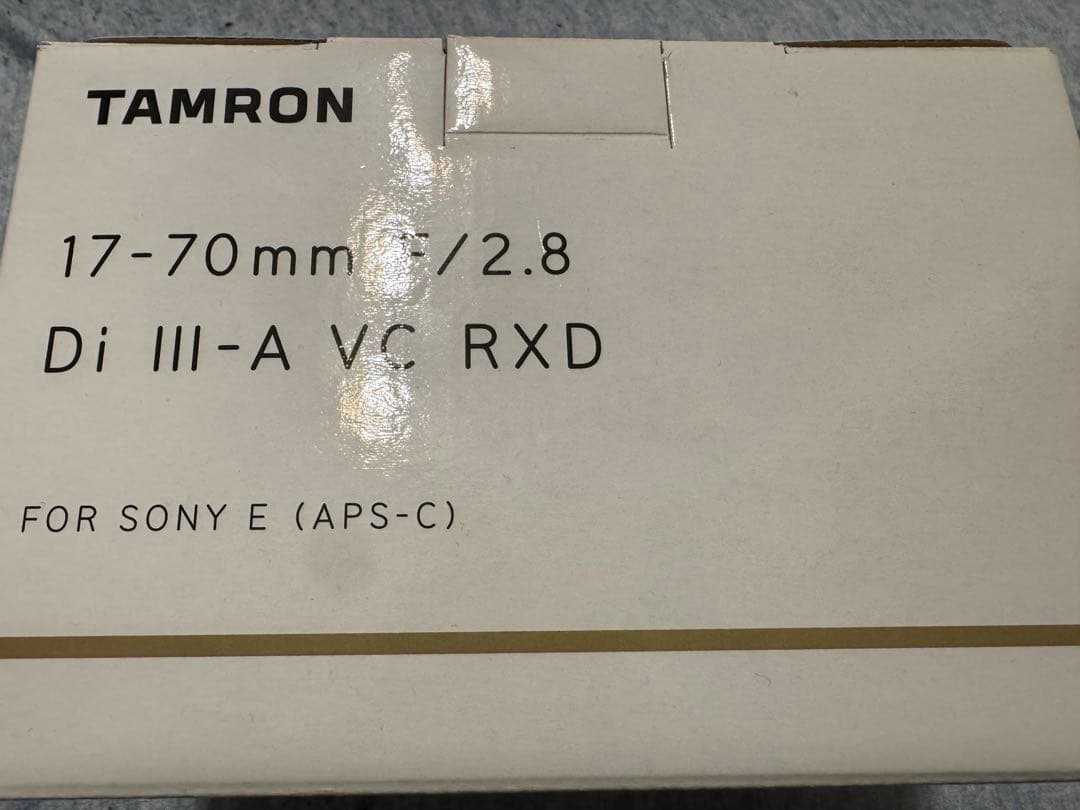 TAMRON
17-70mm F/2.8
Di III-A VC RXD
FOR SONY E (APS-C)